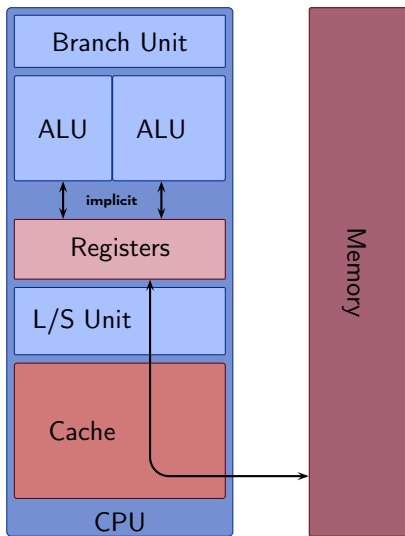 Branch Unit
ALU
ALU
implicit
Registers
L/S Unit
Cache
CPU
Memory